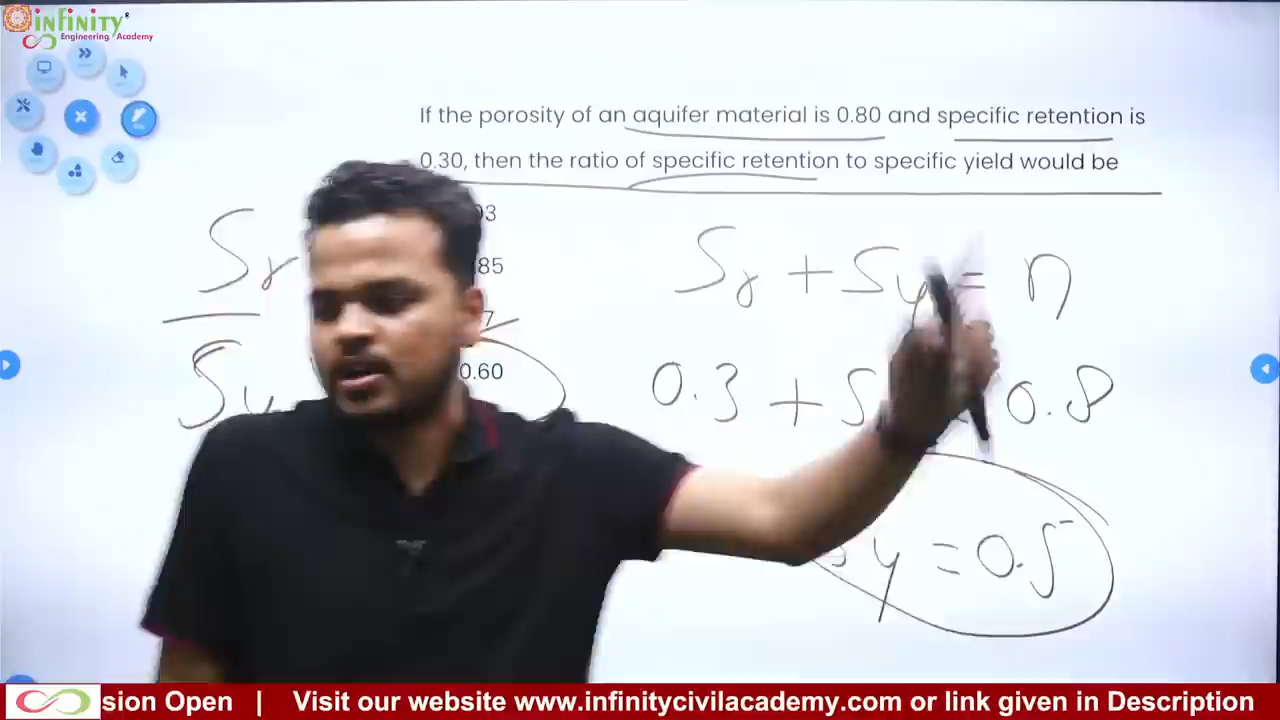 infinity
Engineering Academy
If the porosity of an aquifer material is 0.80 and specific retention is
0.30, then the ratio of specific retention to specific yield would be
0.60
Sr + Sy = n
0.3 + 0.8
y = 0.5
Sr
Sy
sion Open | Visit our website www.infinitycivilacademy.com or link given in Description